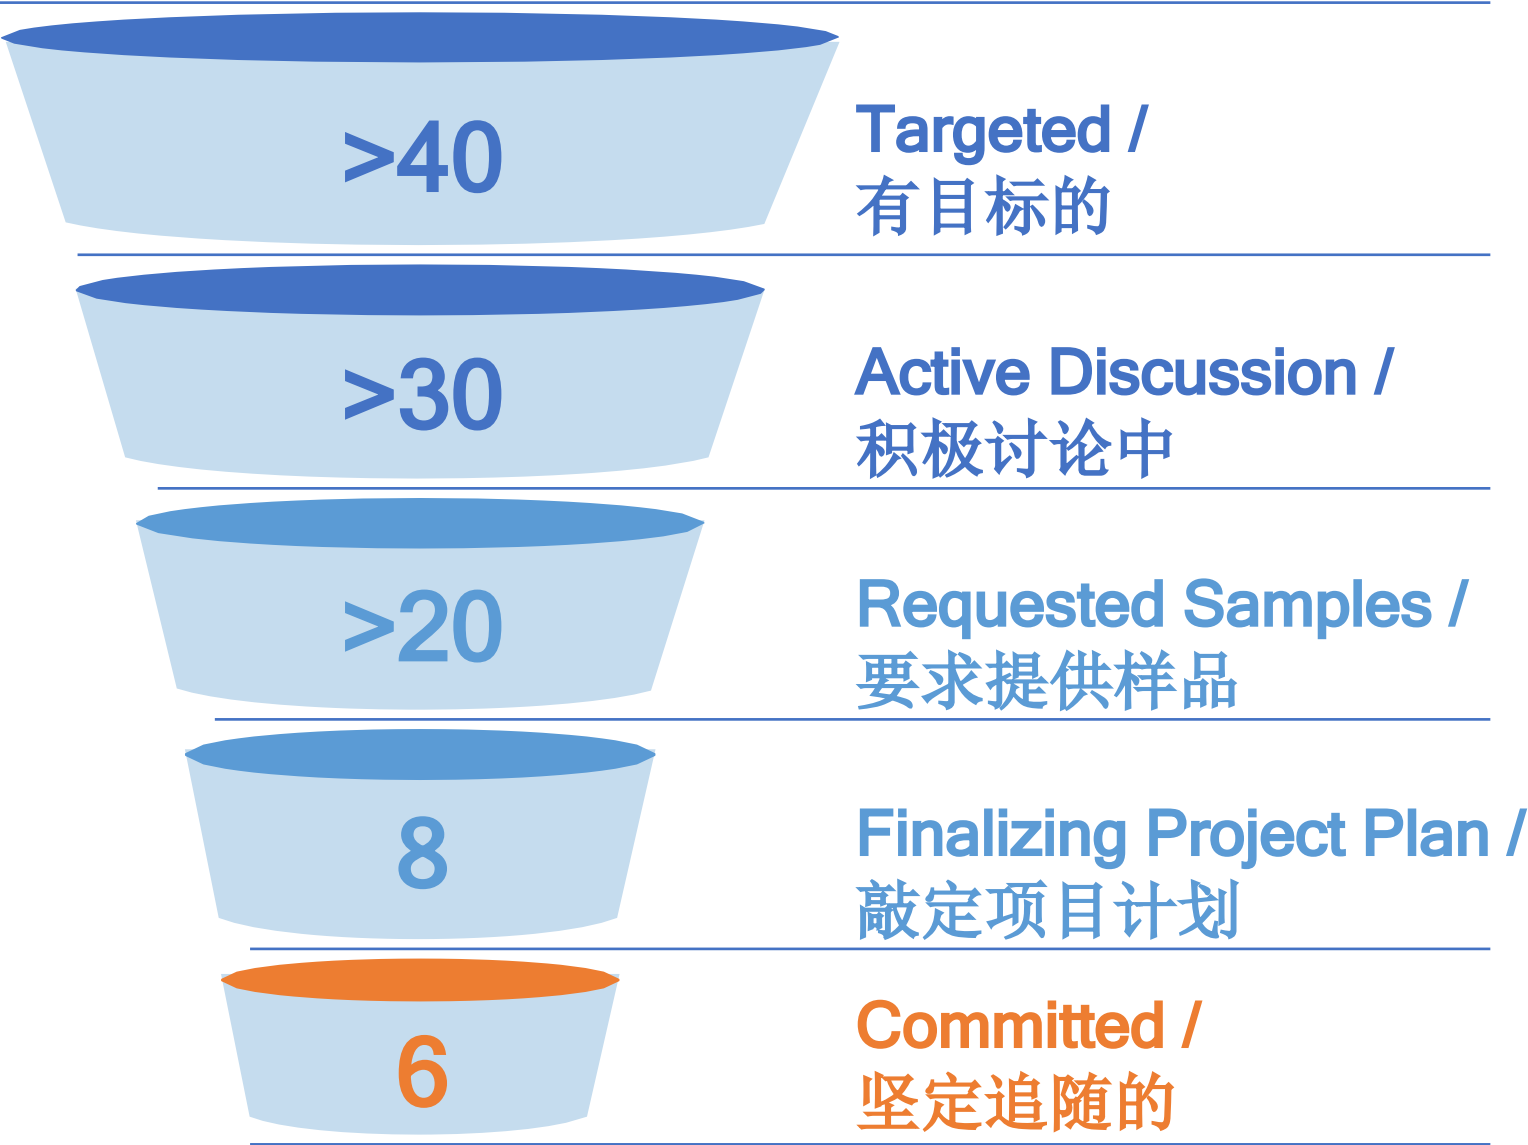 >40
Targeted /
有目标的
>30
Active Discussion /
积极讨论中
>20
Requested Samples /
要求提供样品
8
Finalizing Project Plan /
敲定项目计划
6
Committed /
坚定追随的